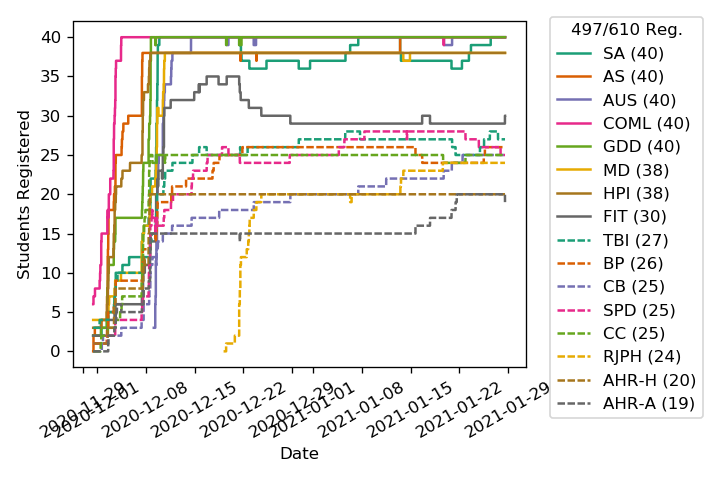 497/610 Reg.
SA (40)
AS (40)
AUS (40)
COML (40)
GDD (40)
MD (38)
HPI (38)
FIT (30)
TBI (27)
BP (26)
CB (25)
SPD (25)
CC (25)
RJPH (24)
AHR-H (20)
AHR-A (19)
Students Registered
40
35
30
25
20
15
10
5
0
2020-11-29
2020-12-01
2020-12-08
2020-12-15
2020-12-22
2020-12-29
2021-01-01
2021-01-08
2021-01-15
2021-01-22
2021-01-29
Date